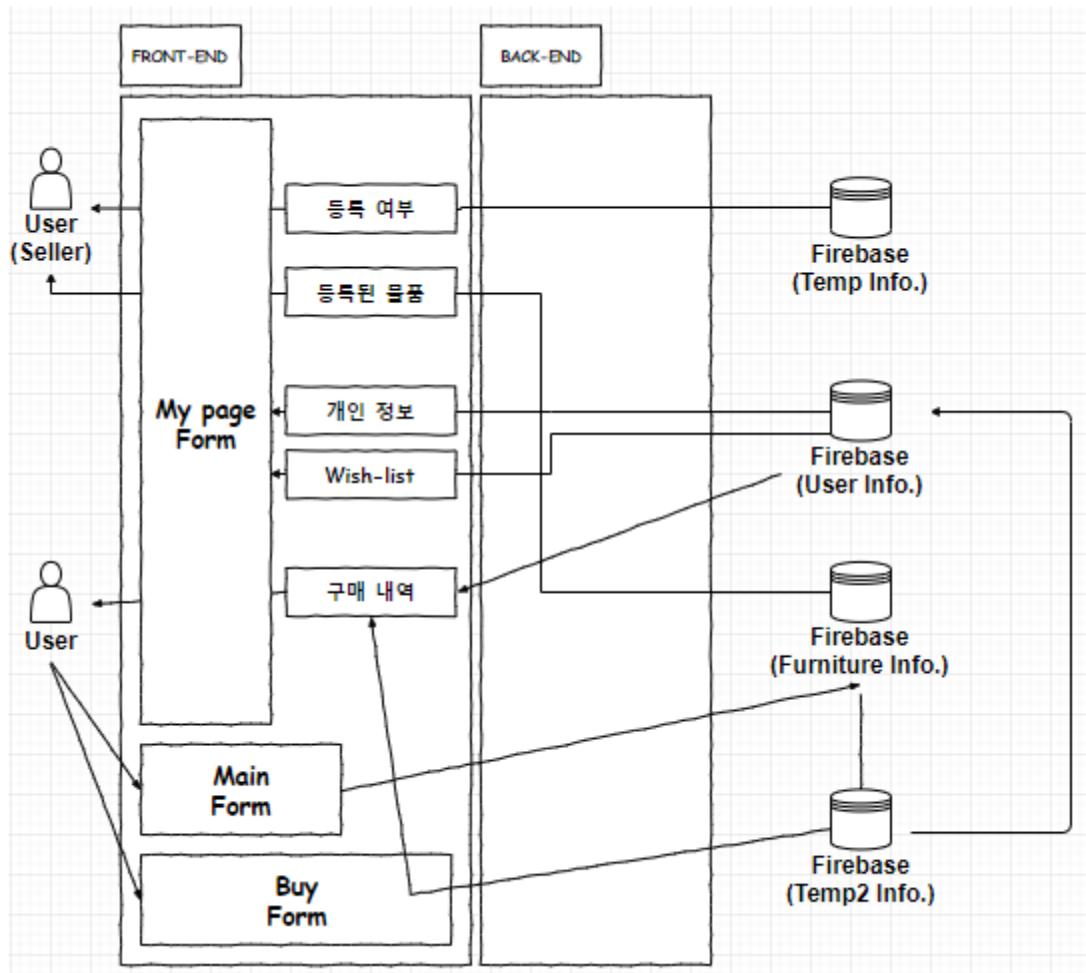 FRONT-END
BACK-END
User
(Seller)
등록 여부
Firebase
(Temp Info.)
등록된 물품
My page
Form
개인 정보
Wish-list
Firebase
(User Info.)
구매 내역
User
Firebase
(Furniture Info.)
Main
Form
Buy
Form
Firebase
(Temp2 Info.)